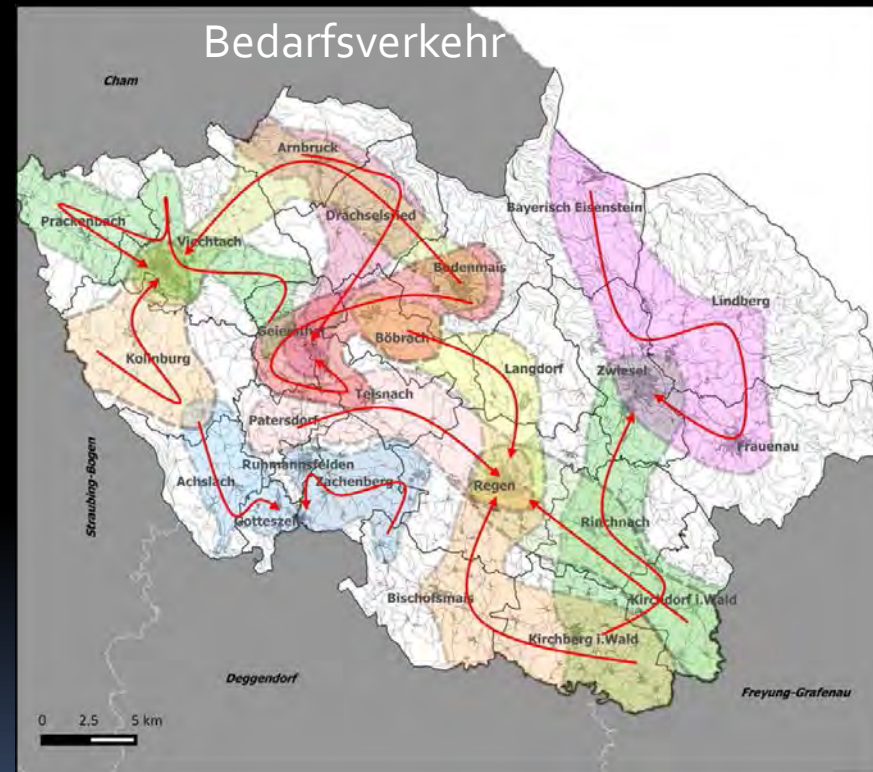 Bedarfsverkehr
Cham
Arnbruck
Prackenbach
Drachselsried
Bayerisch Eisenstein
Viechtach
Bodenmais
Lindberg
Geiersthal
Böbrach
Kollnburg
Langdorf
Zwiesel
Teisnach
Patersdorf
Frauenau
Ruhmannsfelden
Achslach
Zachenberg
Regen
Straubing-Bogen
Gotteszell
Rinchnach
Bischofsmais
Kirchdorf i.Wald
Kirchberg i.Wald
Deggendorf
Freyung-Grafenau
0 2.5 5 km